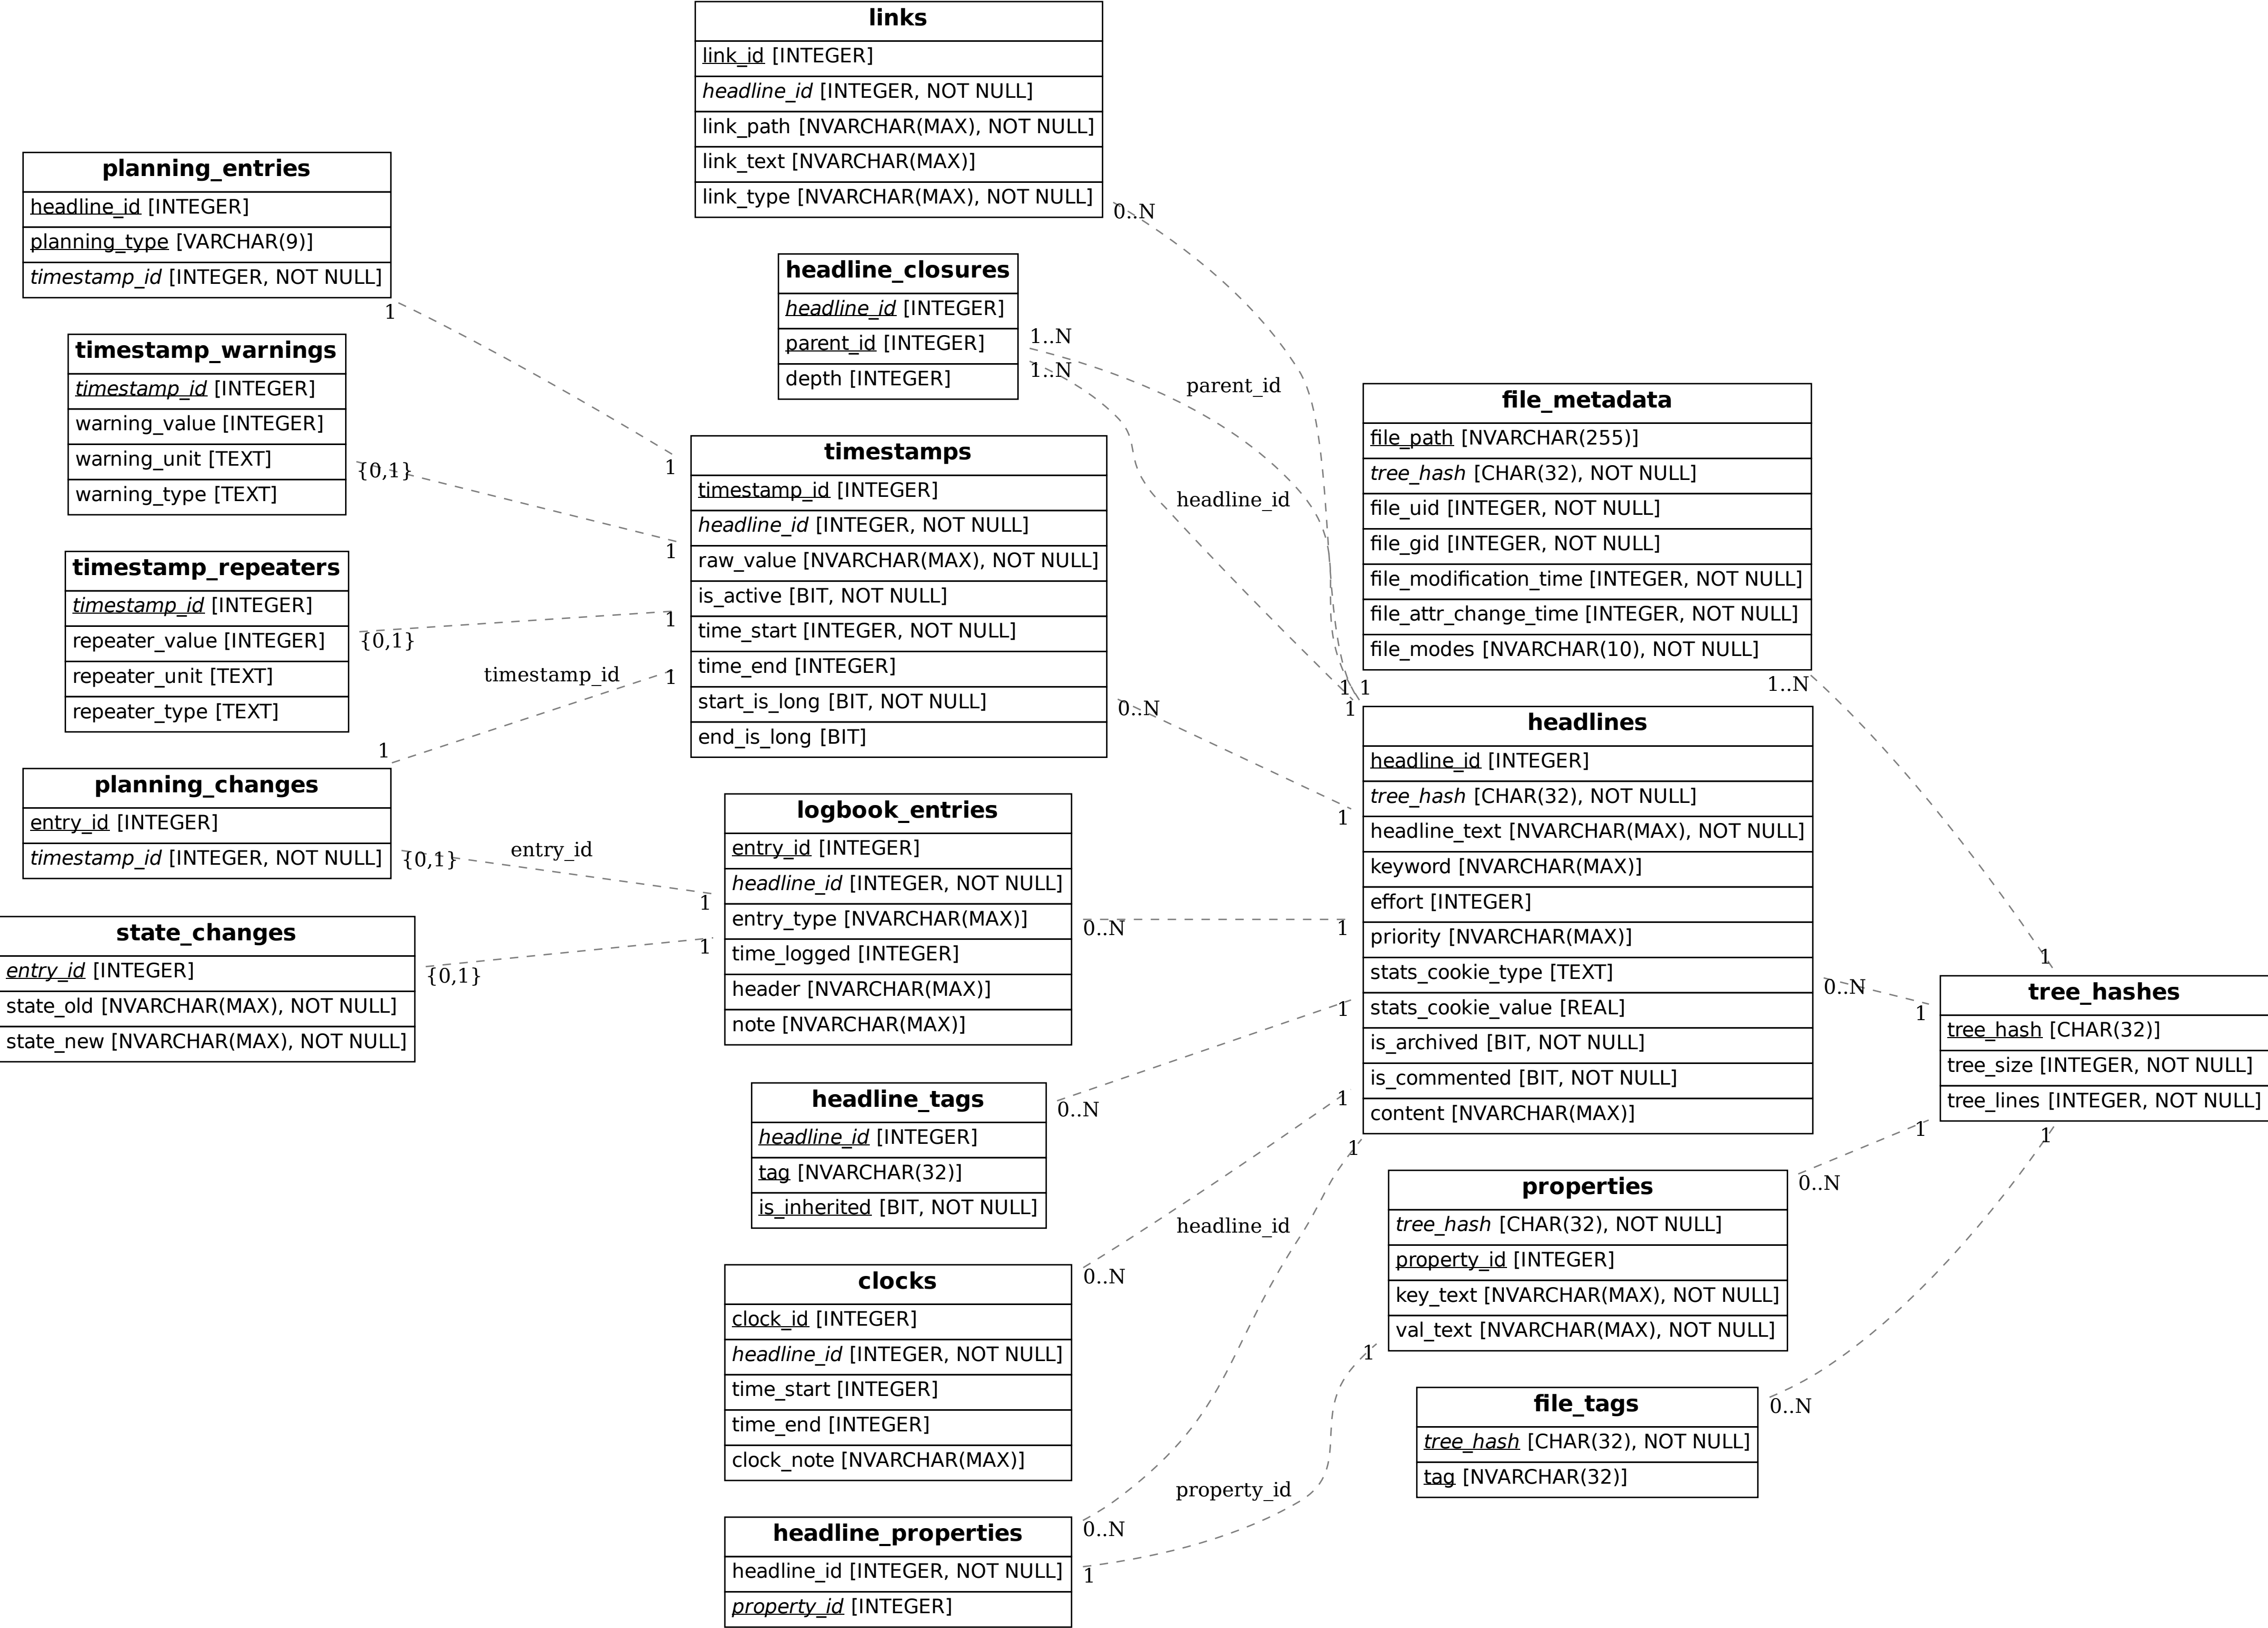 links
link_id [INTEGER]
headline_id [INTEGER, NOT NULL]
link_path [NVARCHAR(MAX), NOT NULL]
link_text [NVARCHAR(MAX)]
link_type [NVARCHAR(MAX), NOT NULL]
0..N
planning_entries
headline_id [INTEGER]
planning_type [VARCHAR(9)]
timestamp_id [INTEGER, NOT NULL]
1
headline_closures
headline_id [INTEGER]
parent_id [INTEGER]
depth [INTEGER]
1..N
1..N
parent_id
headline_id
timestamp_warnings
timestamp_id [INTEGER]
warning_value [INTEGER]
warning_unit [TEXT]
warning_type [TEXT]
{0,1}
timestamps
timestamp_id [INTEGER]
headline_id [INTEGER, NOT NULL]
raw_value [NVARCHAR(MAX), NOT NULL]
is_active [BIT, NOT NULL]
time_start [INTEGER, NOT NULL]
time_end [INTEGER]
start_is_long [BIT, NOT NULL]
end_is_long [BIT]
1
1
1
1
0..N
file_metadata
file_path [NVARCHAR(255)]
tree_hash [CHAR(32), NOT NULL]
file_uid [INTEGER, NOT NULL]
file_gid [INTEGER, NOT NULL]
file_modification_time [INTEGER, NOT NULL]
file_attr_change_time [INTEGER, NOT NULL]
file_modes [NVARCHAR(10), NOT NULL]
1..N
timestamp_repeaters
timestamp_id [INTEGER]
repeater_value [INTEGER]
repeater_unit [TEXT]
repeater_type [TEXT]
{0,1}
timestamp_id
1
planning_changes
entry_id [INTEGER]
timestamp_id [INTEGER, NOT NULL]
{0,1}
entry_id
state_changes
entry_id [INTEGER]
state_old [NVARCHAR(MAX), NOT NULL]
state_new [NVARCHAR(MAX), NOT NULL]
{0,1}
logbook_entries
entry_id [INTEGER]
headline_id [INTEGER, NOT NULL]
entry_type [NVARCHAR(MAX)]
time_logged [INTEGER]
header [NVARCHAR(MAX)]
note [NVARCHAR(MAX)]
1
1
0..N
1 1
1
headlines
headline_id [INTEGER]
tree_hash [CHAR(32), NOT NULL]
headline_text [NVARCHAR(MAX), NOT NULL]
keyword [NVARCHAR(MAX)]
effort [INTEGER]
priority [NVARCHAR(MAX)]
stats_cookie_type [TEXT]
stats_cookie_value [REAL]
is_archived [BIT, NOT NULL]
is_commented [BIT, NOT NULL]
content [NVARCHAR(MAX)]
1
1
1
1
1
0..N
tree_hashes
tree_hash [CHAR(32)]
tree_size [INTEGER, NOT NULL]
tree_lines [INTEGER, NOT NULL]
1
1
1
1
headline_tags
headline_id [INTEGER]
tag [NVARCHAR(32)]
is_inherited [BIT, NOT NULL]
0..N
clocks
clock_id [INTEGER]
headline_id [INTEGER, NOT NULL]
time_start [INTEGER]
time_end [INTEGER]
clock_note [NVARCHAR(MAX)]
0..N
headline_id
properties
tree_hash [CHAR(32), NOT NULL]
property_id [INTEGER]
key_text [NVARCHAR(MAX), NOT NULL]
val_text [NVARCHAR(MAX), NOT NULL]
0..N
1
file_tags
tree_hash [CHAR(32), NOT NULL]
tag [NVARCHAR(32)]
0..N
property_id
headline_properties
headline_id [INTEGER, NOT NULL]
property_id [INTEGER]
0..N
1